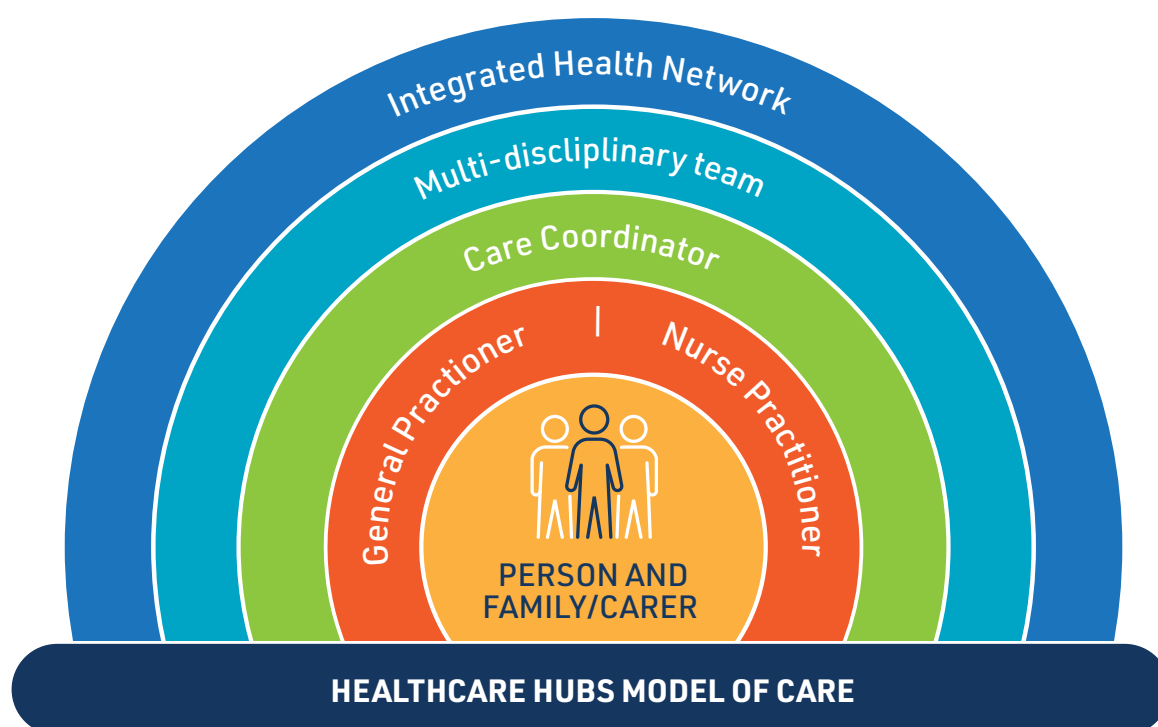 Integrated Health Network
Multi-discliplinary team
Care Coordinator
General Practioner | Nurse Practitioner
PERSON AND
FAMILY/CARER
HEALTHCARE HUBS MODEL OF CARE